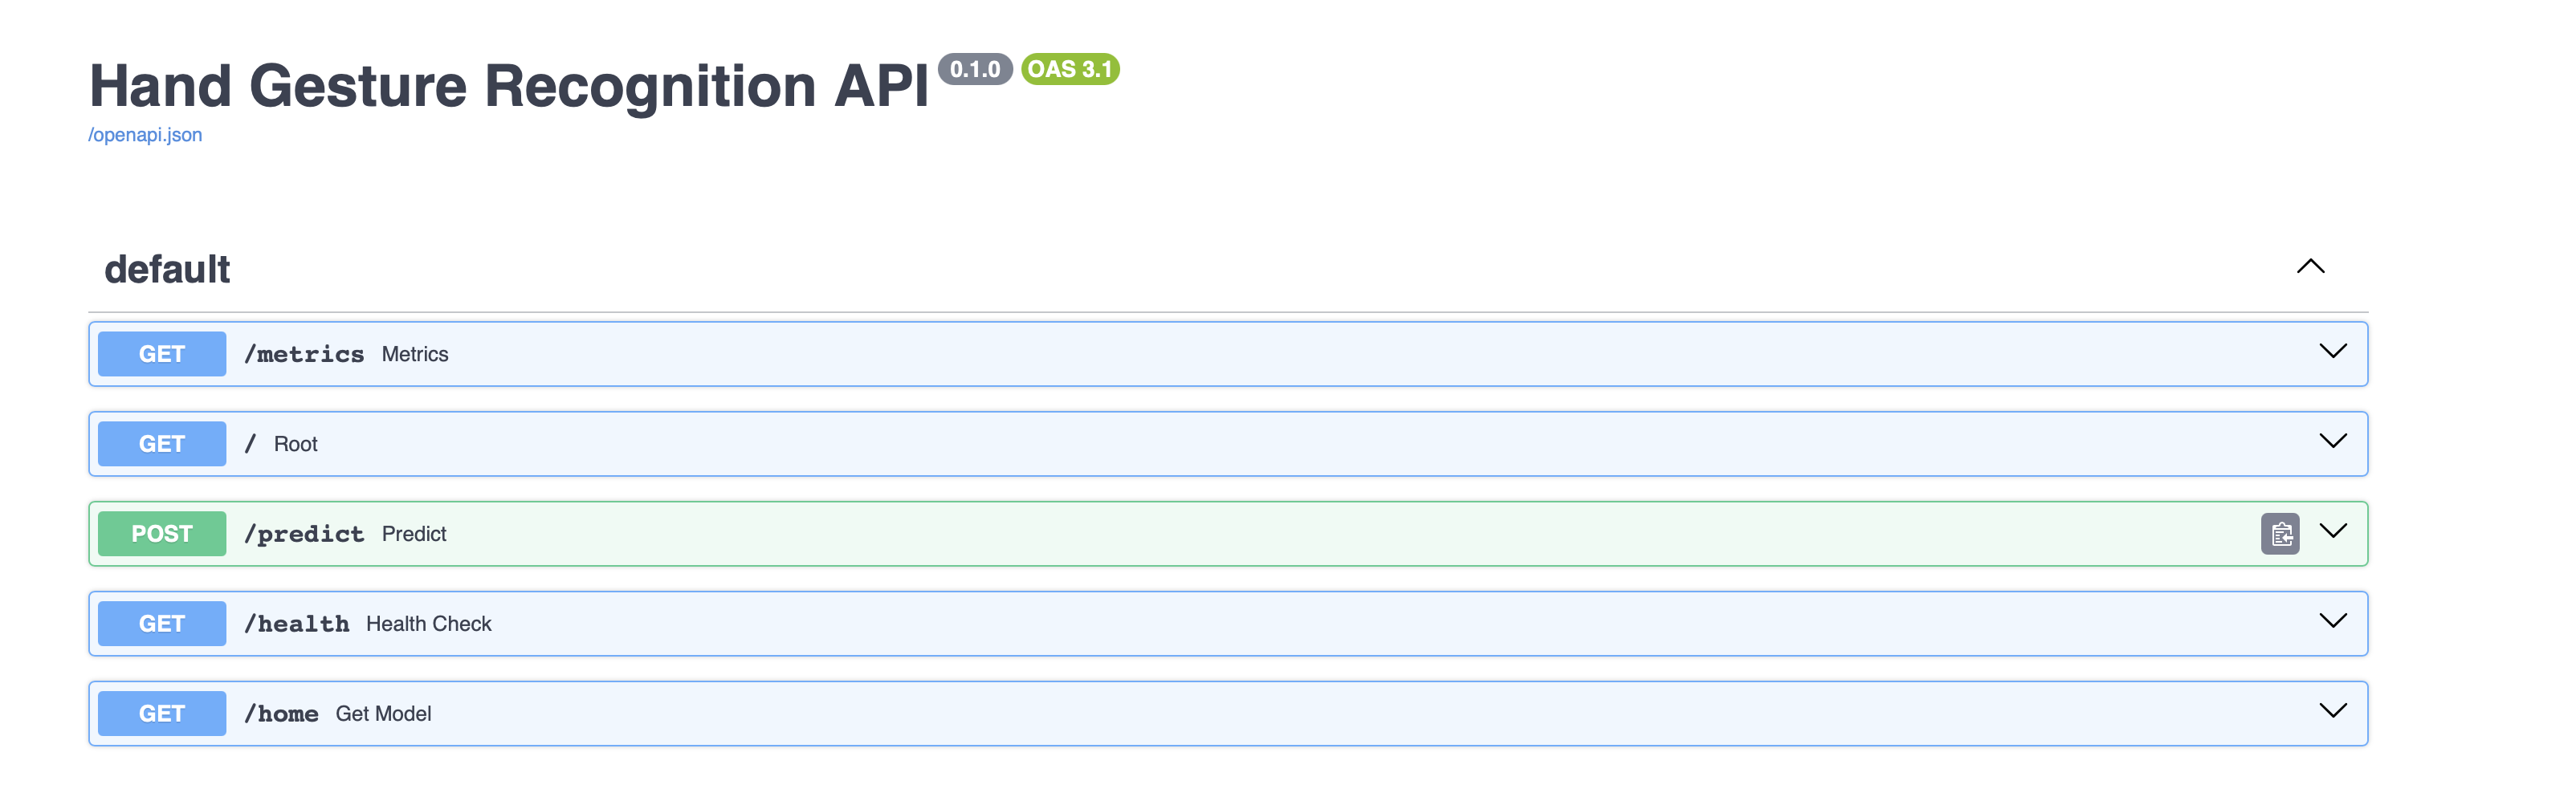 Hand Gesture Recognition API 0.1.0 OAS 3.1
/openapi.json
default
GET /metrics Metrics
GET / Root
POST /predict Predict
GET /health Health Check
GET /home Get Model